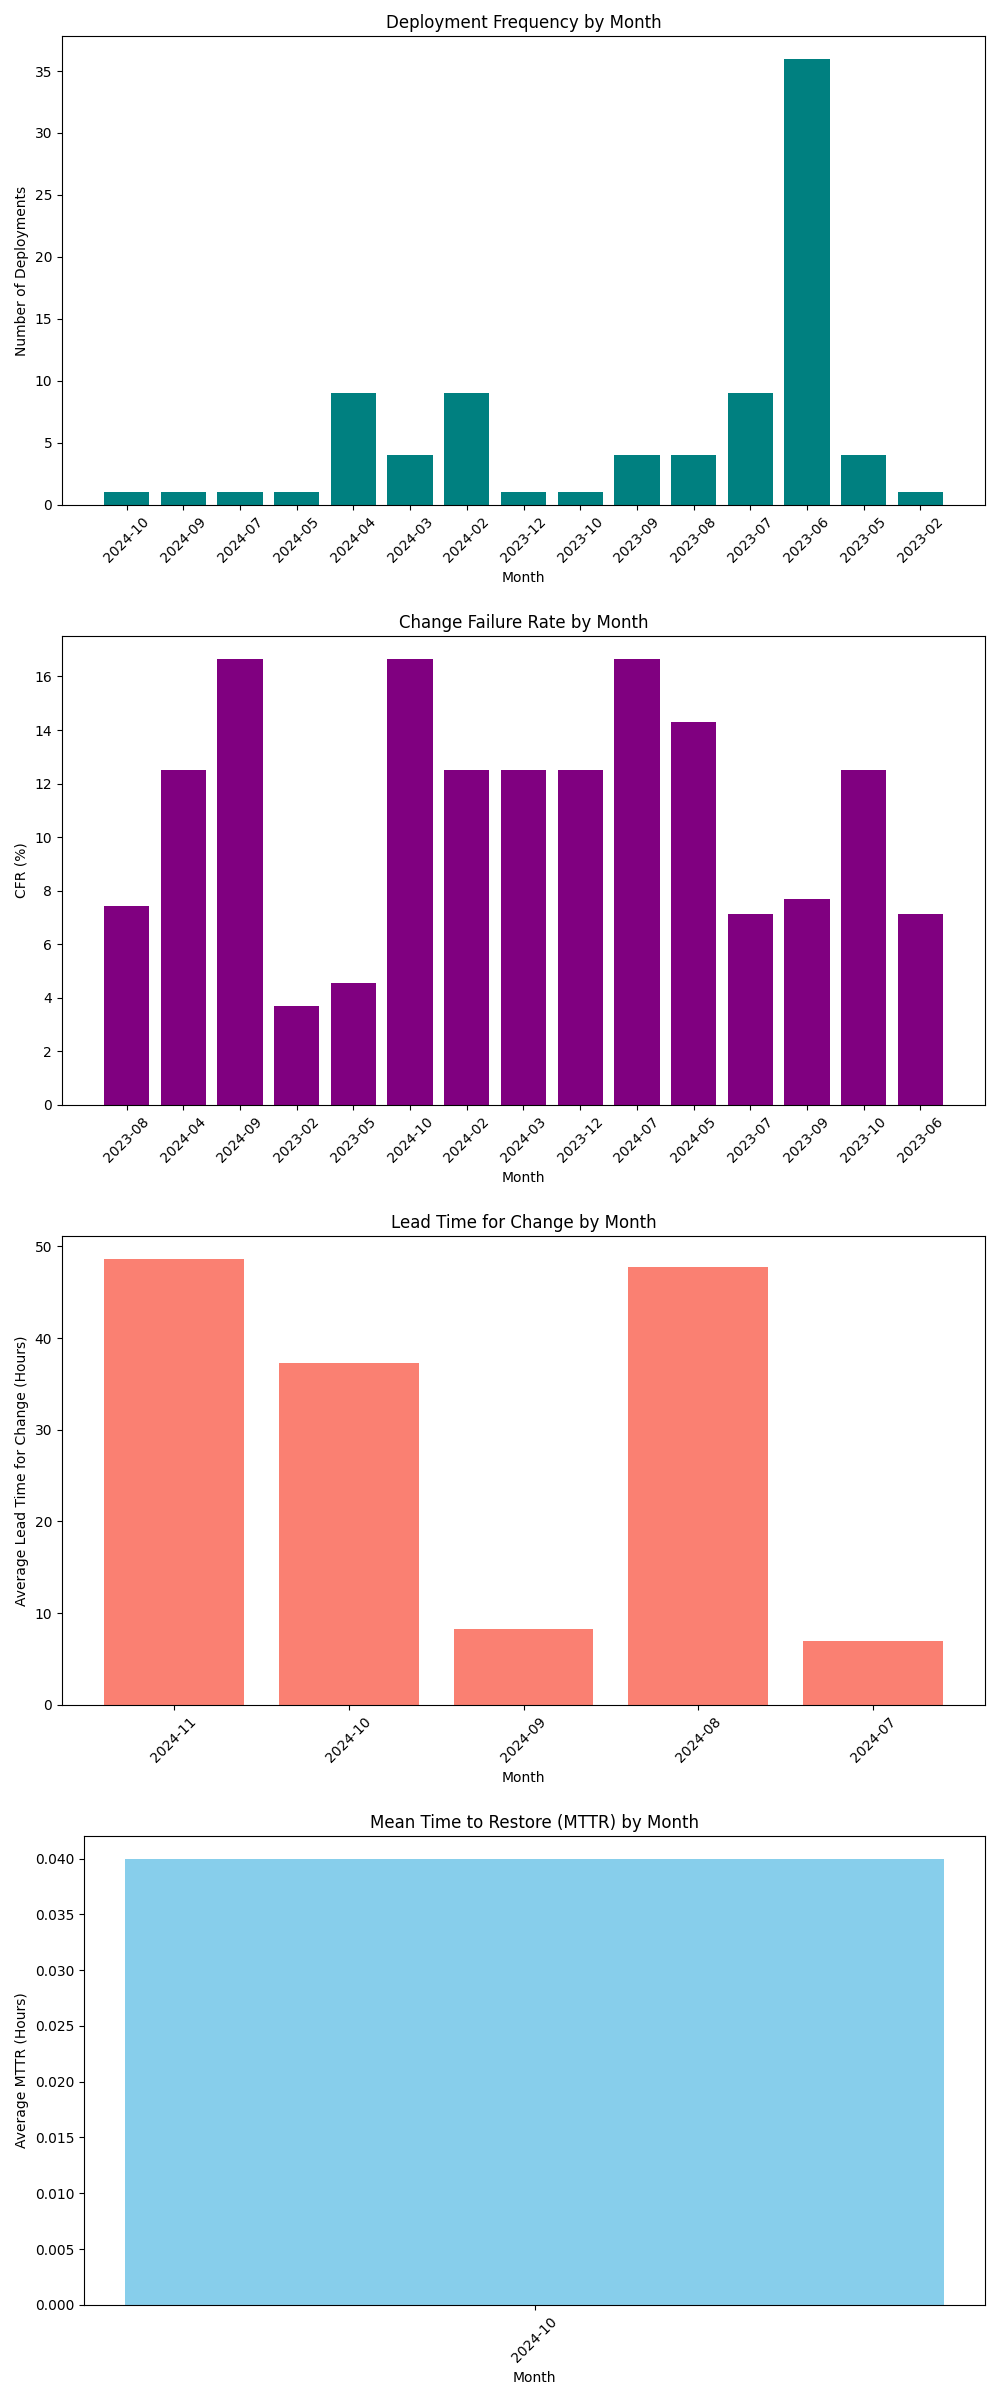 Deployment Frequency by Month
Number of Deployments
35
30
25
20
15
10
5
0
2024-10 2024-09 2024-07 2024-05 2024-04 2024-03 2024-02 2023-12 2023-10 2023-09 2023-08 2023-07 2023-06 2023-05 2023-02
Month
Change Failure Rate by Month
CFR (%)
16
14
12
10
8
6
4
2
0
2023-08 2024-04 2024-09 2023-02 2023-05 2024-10 2024-02 2024-03 2023-12 2024-07 2024-05 2023-07 2023-09 2023-10 2023-06
Month
Lead Time for Change by Month
Average Lead Time for Change (Hours)
50
40
30
20
10
0
2024-11 2024-10 2024-09 2024-08 2024-07
Month
Mean Time to Restore (MTTR) by Month
Average MTTR (Hours)
0.040
0.035
0.030
0.025
0.020
0.015
0.010
0.005
0.000
2024-10
Month